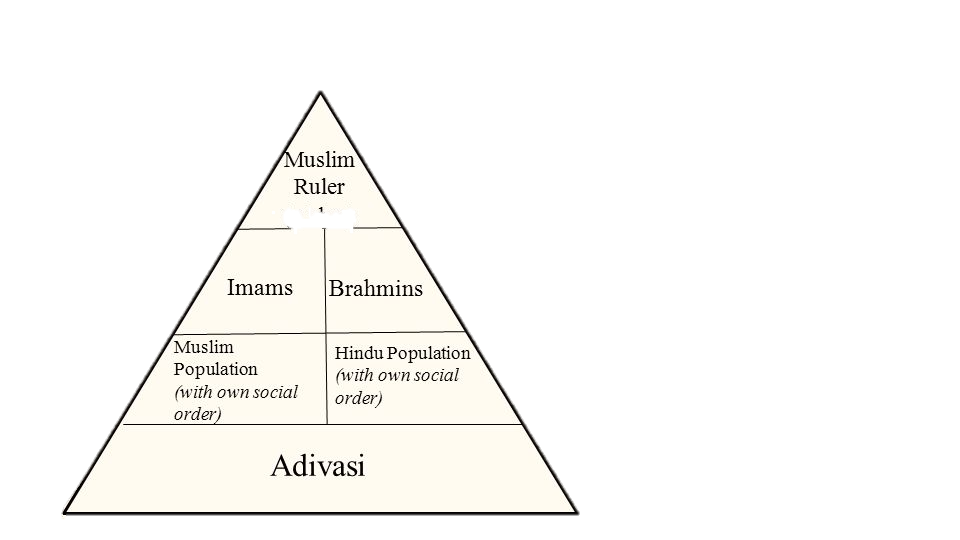 Muslim
Ruler
Imams
Brahmins
Muslim
Population
(with own social
order)
Hindu Population
(with own social
order)
Adivasi